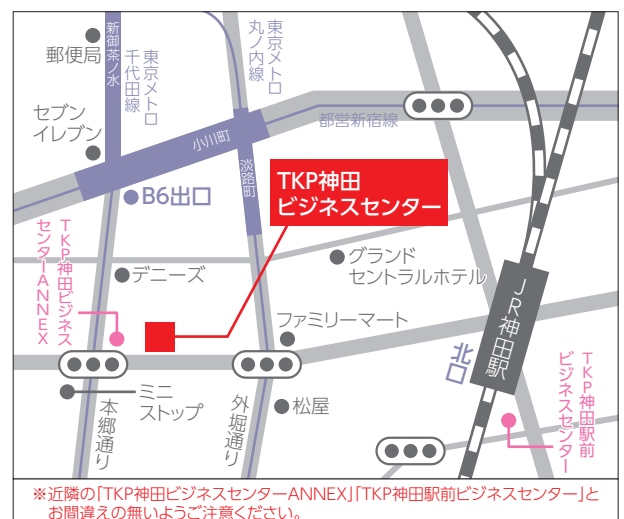 郵便局
新御茶ノ水
東京メトロ
千代田線
東京メトロ
丸ノ内線
セブン
イレブン
小川町
都営新宿線
淡路町
B6出口
TKP神田
ビジネスセンター
TKP神田ビジネス
センターANNEX
デニーズ
グランド
セントラルホテル
ファミリーマート
JR神田駅
北口
ミニ
ストップ
本郷通り
外堀通り
松屋
TKP神田駅前
ビジネスセンター
※近隣の「TKP神田ビジネスセンターANNEX」「TKP神田駅前ビジネスセンター」と
お間違えの無いようご注意ください。